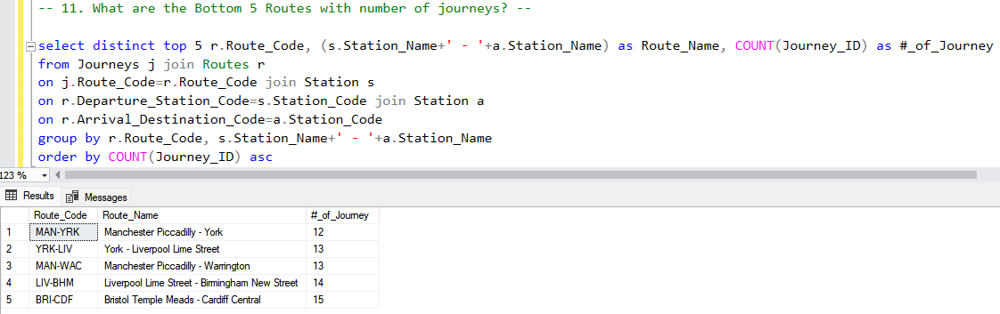 -- 11. What are the Bottom 5 Routes with number of journeys? --
select distinct top 5 r.Route_Code, (s.Station_Name+' - '+a.Station_Name) as Route_Name, COUNT(Journey_ID) as #_of_Journey
from Journeys j join Routes r
on j.Route_Code=r.Route_Code join Station s
on r.Departure_Station_Code=s.Station_Code join Station a
on r.Arrival_Destination_Code=a.Station_Code
group by r.Route_Code, s.Station_Name+' - '+a.Station_Name
order by COUNT(Journey_ID) asc
123 %
Results Messages
Route_Code Route_Name #_of_Journey
1 MAN-YRK Manchester Piccadilly - York 12
2 YRK-LIV York - Liverpool Lime Street 13
3 MAN-WAC Manchester Piccadilly - Warrington 13
4 LIV-BHM Liverpool Lime Street - Birmingham New Street 14
5 BRI-CDF Bristol Temple Meads - Cardiff Central 15